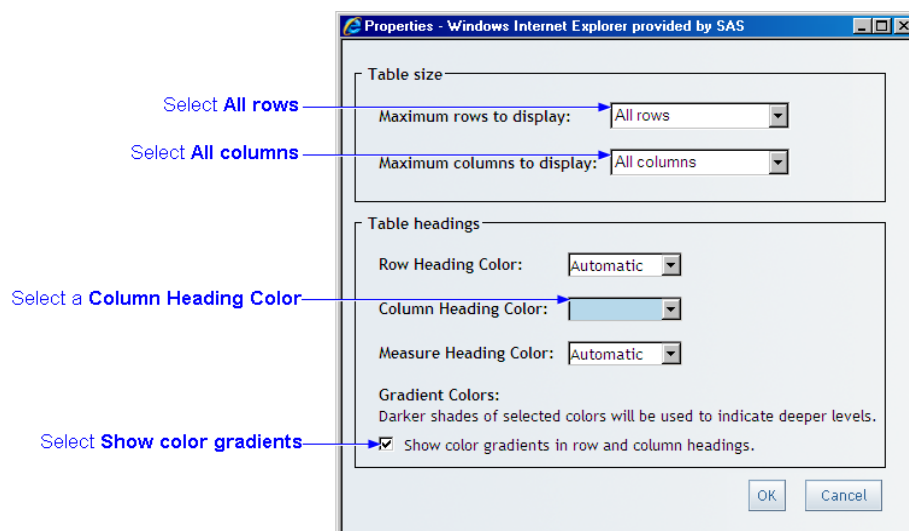 Properties - Windows Internet Explorer provided by SAS
Table size
Select All rows
Maximum rows to display: All rows
Select All columns
Maximum columns to display: All columns
Table headings
Row Heading Color: Automatic
Select a Column Heading Color
Column Heading Color:
Measure Heading Color: Automatic
Gradient Colors:
Darker shades of selected colors will be used to indicate deeper levels.
Select Show color gradients
Show color gradients in row and column headings.
OK Cancel